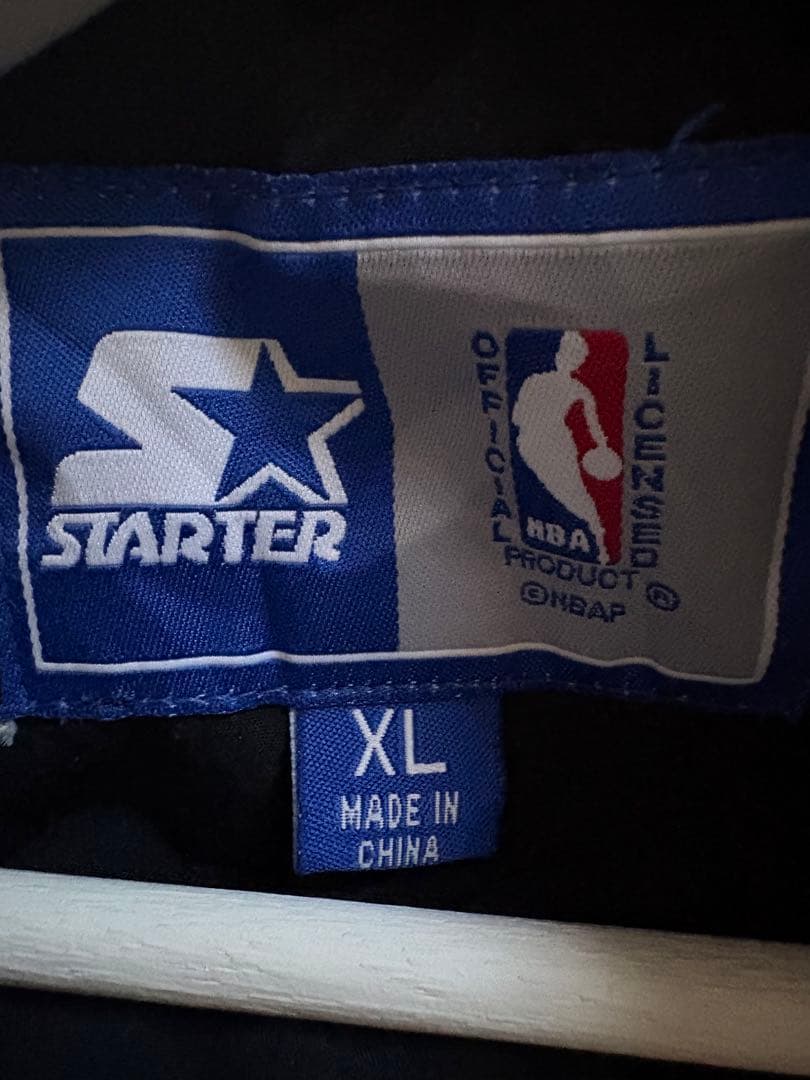 STARTER
OFFICIAL
LICENSED
NBA
PRODUCT
©NBAP ®
XL
MADE IN
CHINA